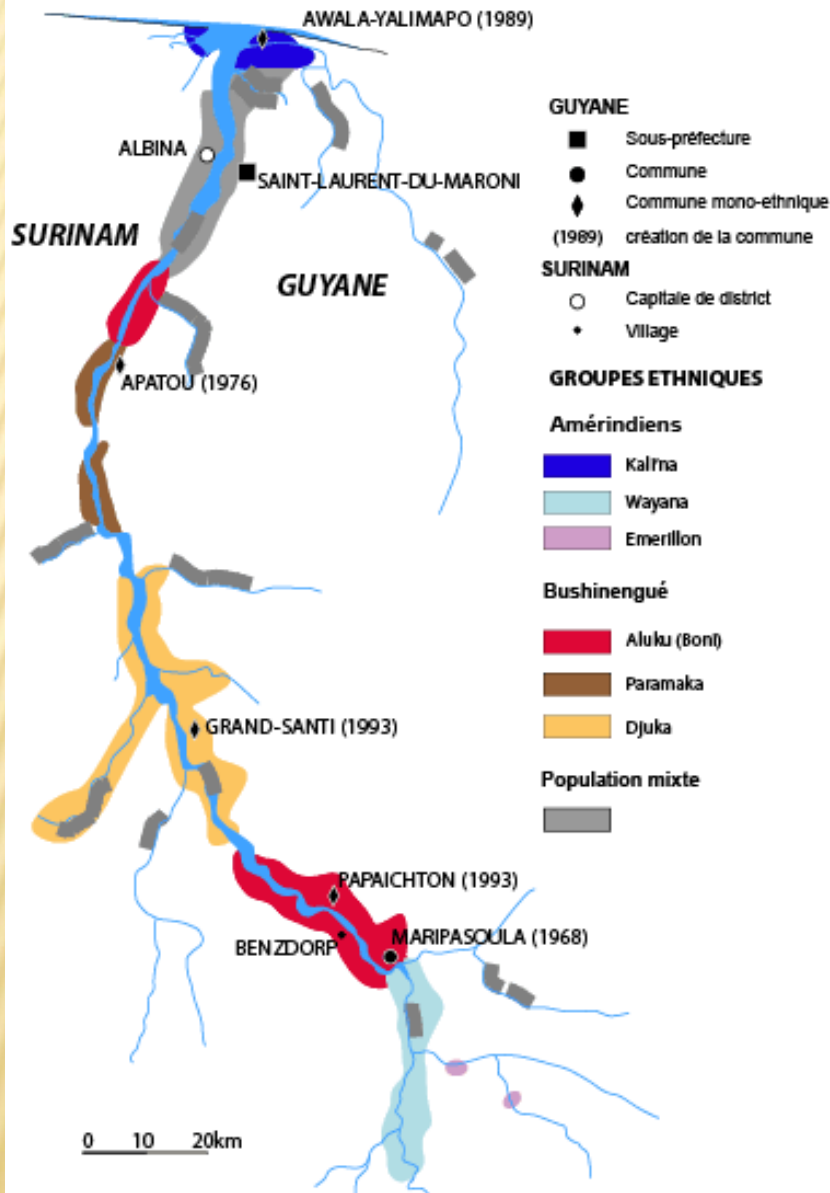 AWALA-YALIMAPO (1989)
ALBINA
SAINT-LAURENT-DU-MARONI
SURINAM
GUYANE
APATOU (1976)
GRAND-SANTI (1993)
PAPAICHTON (1993)
BENZDORP
MARIPASOULA (1968)
0 10 20km
GUYANE
Sous-préfecture
Commune
Commune mono-ethnique
(1989) création de la commune
SURINAM
Capitale de district
Village
GROUPES ETHNIQUES
Amérindiens
Kali'na
Wayana
Emerillon
Bushinengué
Aluku (Boni)
Paramaka
Djuka
Population mixte